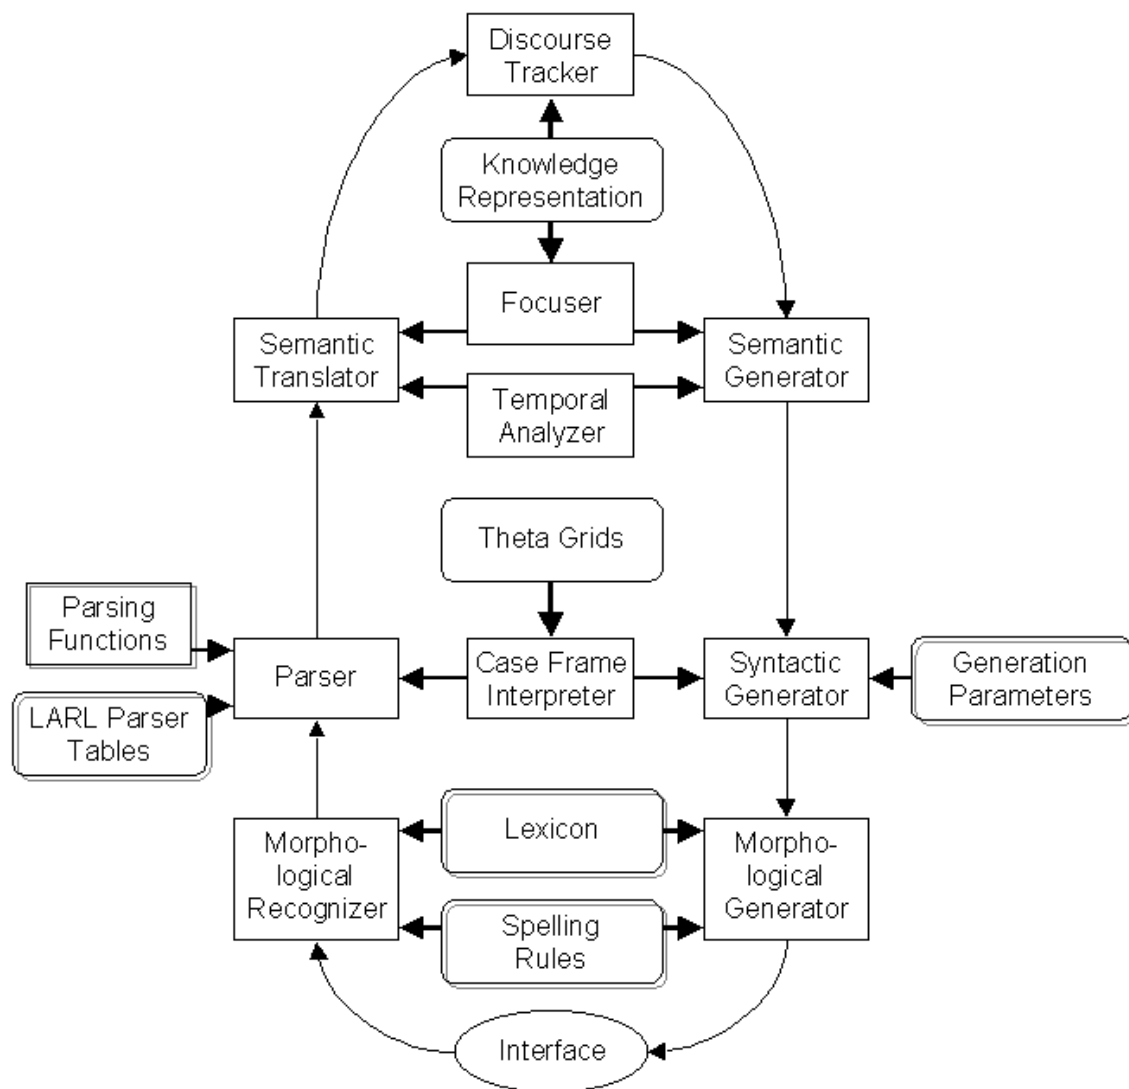 Discourse
Tracker
Knowledge
Representation
Focuser
Semantic
Translator
Semantic
Generator
Temporal
Analyzer
Theta Grids
Parsing
Functions
Parser
Case Frame
Interpreter
Syntactic
Generator
Generation
Parameters
LARL Parser
Tables
Morpho-
logical
Recognizer
Lexicon
Morpho-
logical
Generator
Spelling
Rules
Interface